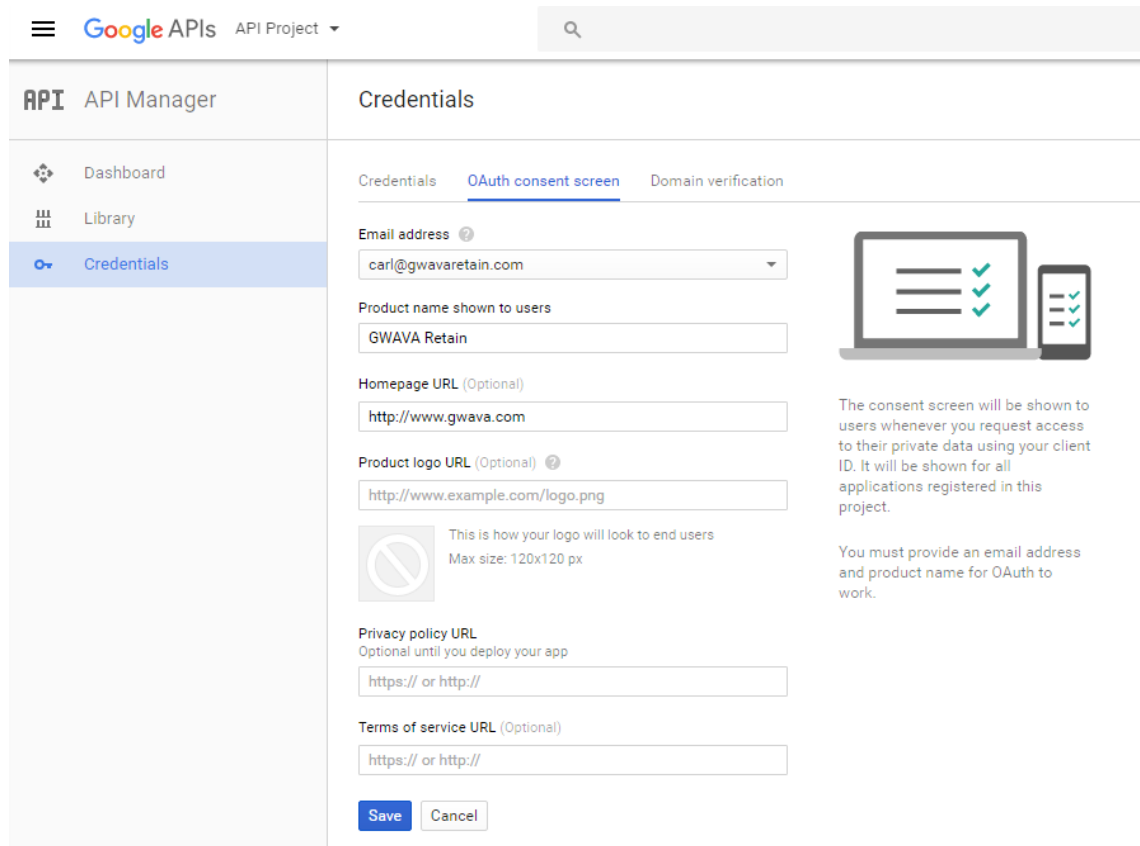 Google APIs API Project
API API Manager
Credentials
Dashboard
Library
Credentials
Credentials OAuth consent screen Domain verification
Email address ?
carl@gwavaretain.com
Product name shown to users
GWAVA Retain
Homepage URL (Optional)
http://www.gwava.com
Product logo URL (Optional) ?
http://www.example.com/logo.png
This is how your logo will look to end users
Max size: 120x120 px
Privacy policy URL
Optional until you deploy your app
https:// or http://
Terms of service URL (Optional)
https:// or http://
Save Cancel
The consent screen will be shown to
users whenever you request access
to their private data using your client
ID. It will be shown for all
applications registered in this
project.
You must provide an email address
and product name for OAuth to
work.